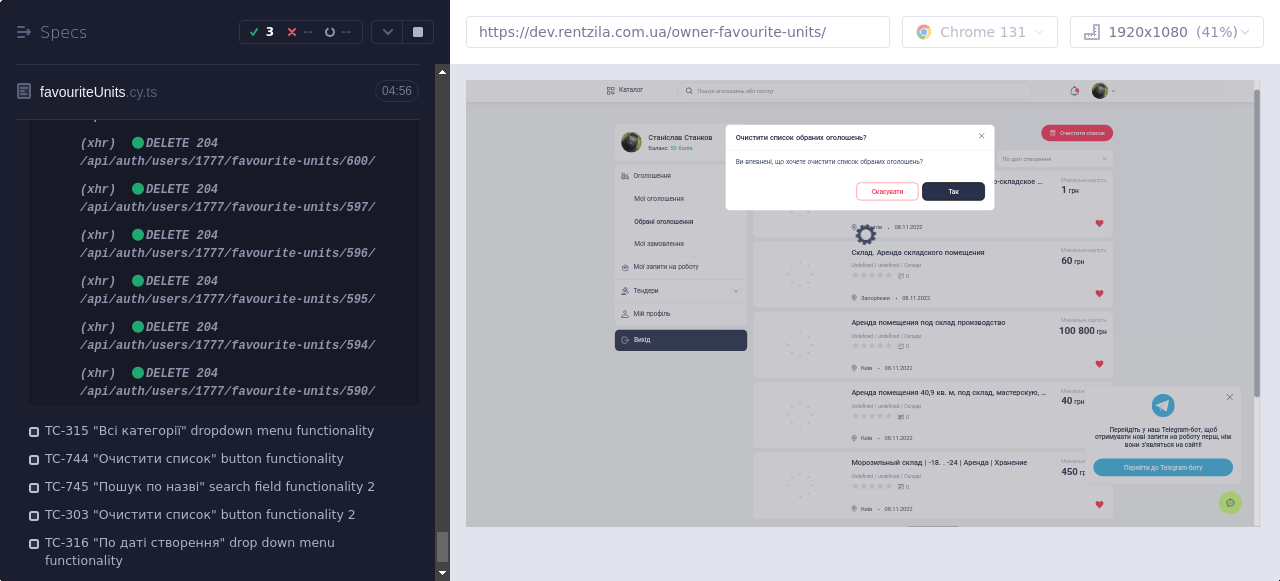 Specs
3
--
--
https://dev.rentzila.com.ua/owner-favourite-units/
Chrome 131
1920x1080 (41%)
favouriteUnits.cy.ts
04:56
(xhr) DELETE 204
/api/auth/users/1777/favourite-units/600/
(xhr) DELETE 204
/api/auth/users/1777/favourite-units/597/
(xhr) DELETE 204
/api/auth/users/1777/favourite-units/596/
(xhr) DELETE 204
/api/auth/users/1777/favourite-units/595/
(xhr) DELETE 204
/api/auth/users/1777/favourite-units/594/
(xhr) DELETE 204
/api/auth/users/1777/favourite-units/590/
TC-315 "Всі категорії" dropdown menu functionality
TC-744 "Очистити список" button functionality
TC-745 "Пошук по назві" search field functionality 2
TC-303 "Очистити список" button functionality 2
TC-316 "По даті створення" drop down menu
functionality
Каталог
Пошук оголошень або послуг
Станіслав Станков
Баланс: 50 балів
Оголошення
Мої оголошення
Обрані оголошення
Мої замовлення
Мої запити на роботу
Тендери
Мій профіль
Вихід
Очистити список
По даті створення
Очистити список обраних оголошень?
Ви впевнені, що хочете очистити список обраних оголошень?
Скасувати
Так
о-складское ...
Мінімальна вартість
1 грн
08.11.2022
Склад. Аренда складского помещения
Undefined / undefined / Склади
0
Запоріжжя • 08.11.2022
Мінімальна вартість
60 грн
Аренда помещения под склад производство
Undefined / undefined / Склади
0
Київ • 08.11.2022
Мінімальна вартість
100 800 грн
Аренда помещения 40,9 кв. м, под склад, мастерскую, ...
Undefined / undefined / Склади
0
Київ • 08.11.2022
40 грн
Морозильный склад | -18. . -24 | Аренда | Хранение
Undefined / undefined / Склади
0
Київ • 08.11.2022
450 гр
Перейдіть у наш Telegram-бот, щоб
отримувати нові запити на роботу перш, ніж
вони з'являться на сайті!
Перейти до Telegram-боту